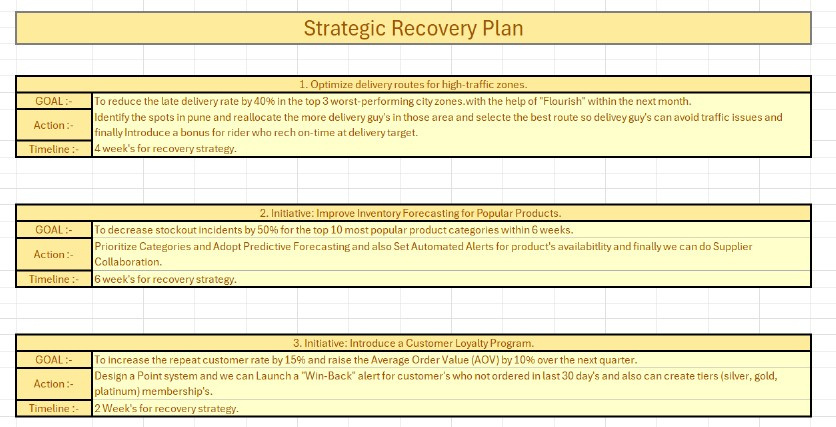 Strategic Recovery Plan
1. Optimize delivery routes for high-traffic zones.
GOAL :- To reduce the late delivery rate by 40% in the top 3 worst-performing city zones.with the help of "Flourish" within the next month.
Action :- Identify the spots in pune and reallocate the more delivery guy's in those area and selecte the best route so delivey guy's can avoid traffic issues and
finally Introduce a bonus for rider who rech on-time at delivery target.
Timeline :- 4 week's for recovery strategy.
2. Initiative: Improve Inventory Forecasting for Popular Products.
GOAL :- To decrease stockout incidents by 50% for the top 10 most popular product categories within 6 weeks.
Action :- Prioritize Categories and Adopt Predictive Forecasting and also Set Automated Alerts for product's availabitliy and finally we can do Supplier
Collaboration.
Timeline :- 6 week's for recovery strategy.
3. Initiative: Introduce a Customer Loyalty Program.
GOAL :- To increase the repeat customer rate by 15% and raise the Average Order Value (AOV) by 10% over the next quarter.
Action :- Design a Point system and we can Launch a "Win-Back" alert for customer's who not ordered in last 30 day's and also can create tiers (silver, gold,
platinum) membership's.
Timeline :- 2 Week's for recovery strategy.